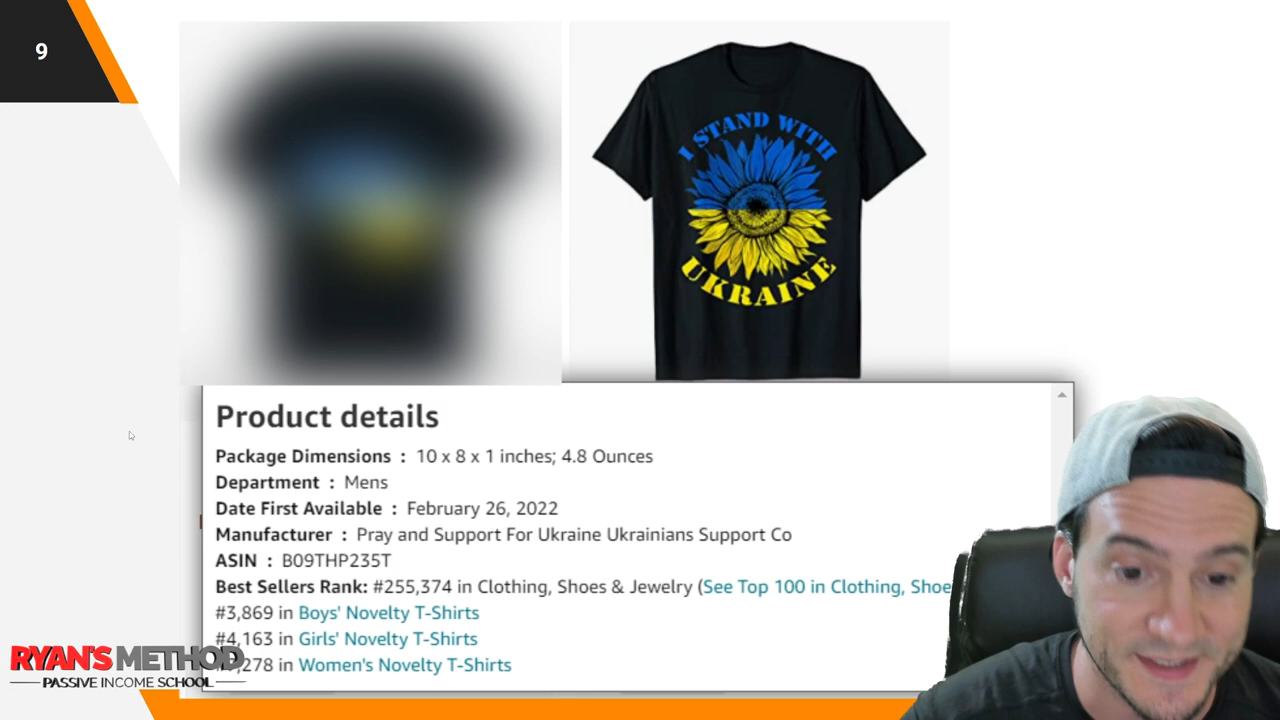 9
I STAND WITH
UKRAINE
Product details
Package Dimensions : 10 x 8 x 1 inches; 4.8 Ounces
Department : Mens
Date First Available : February 26, 2022
Manufacturer : Pray and Support For Ukraine Ukrainians Support Co
ASIN : B09THP235T
Best Sellers Rank: #255,374 in Clothing, Shoes & Jewelry (See Top 100 in Clothing, Shoe
#3,869 in Boys' Novelty T-Shirts
#4,163 in Girls' Novelty T-Shirts
in Women's Novelty T-Shirts
RYAN'S METHOD
PASSIVE INCOME SCHOOL